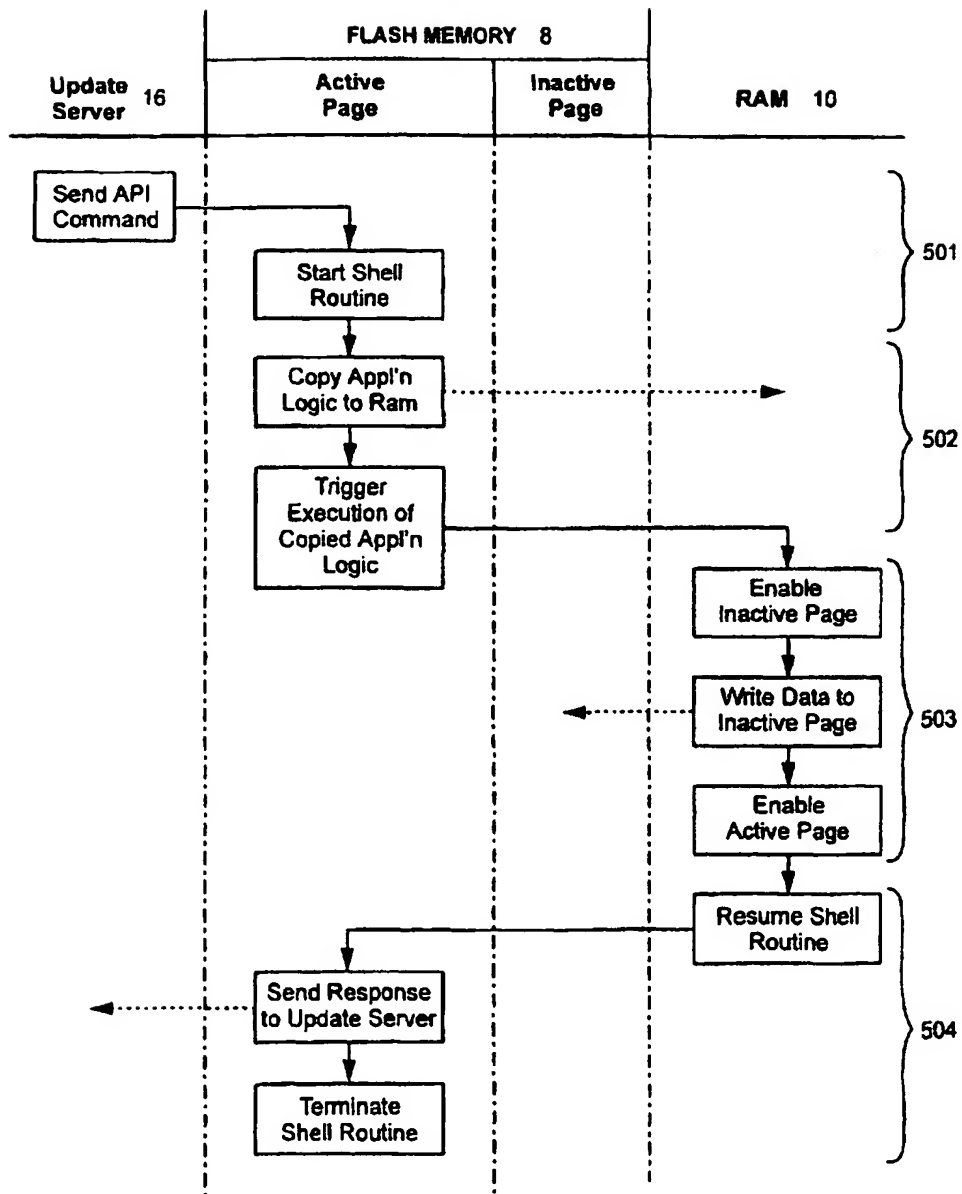 FLASH MEMORY 8
Update
Server 16
Active
Page
Inactive
Page
RAM 10
Send API
Command
501
Start Shell
Routine
Copy Appl'n
Logic to Ram
502
Trigger
Execution of
Copied Appl'n
Logic
Enable
Inactive Page
Write Data to
Inactive Page
503
Enable
Active Page
Resume Shell
Routine
Send Response
to Update Server
504
Terminate
Shell Routine